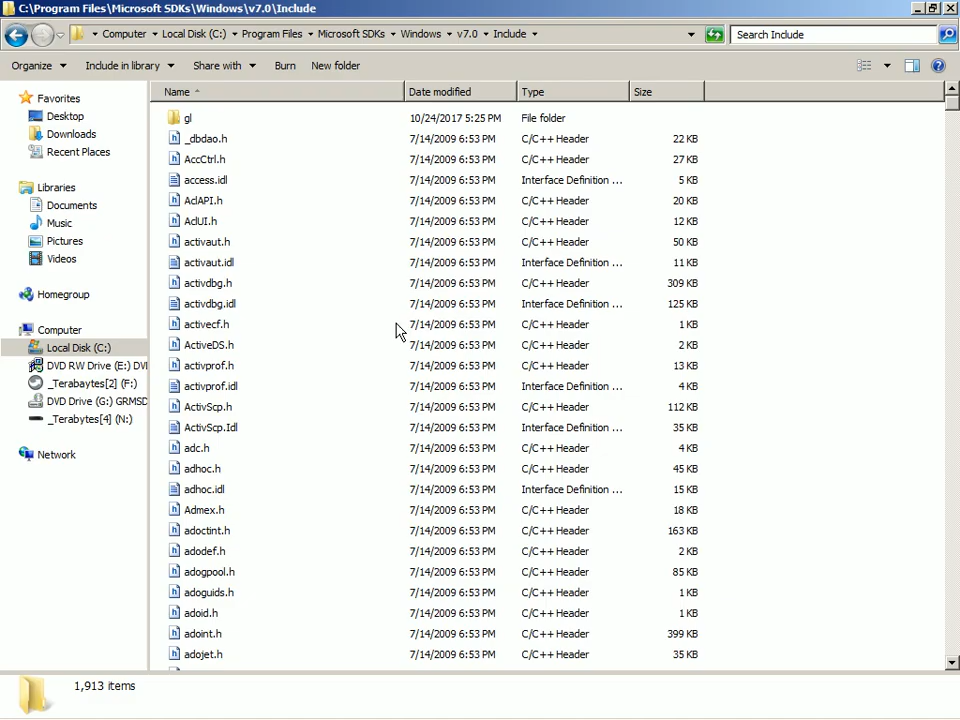 C:\Program Files\Microsoft SDKs\Windows\v7.0\Include
Computer Local Disk (C:) Program Files Microsoft SDKs Windows v7.0 Include Search Include
Organize Include in library Share with Burn New folder
Favorites
Desktop
Downloads
Recent Places
Libraries
Documents
Music
Pictures
Videos
Homegroup
Computer
Local Disk (C:)
DVD RW Drive (E:) DVI
_Terabaytes[2] (F:)
DVD Drive (G:) GRMSD
_Terabytes[4] (N:)
Network
Name Date modified Type Size
gl 10/24/2017 5:25 PM File folder
_dbdao.h 7/14/2009 6:53 PM C/C++ Header 22 KB
AccCtrl.h 7/14/2009 6:53 PM C/C++ Header 27 KB
access.idl 7/14/2009 6:53 PM Interface Definition ... 5 KB
AclAPI.h 7/14/2009 6:53 PM C/C++ Header 20 KB
AclUI.h 7/14/2009 6:53 PM C/C++ Header 12 KB
activaut.h 7/14/2009 6:53 PM C/C++ Header 50 KB
activaut.idl 7/14/2009 6:53 PM Interface Definition ... 11 KB
activdbg.h 7/14/2009 6:53 PM C/C++ Header 309 KB
activdbg.idl 7/14/2009 6:53 PM Interface Definition ... 125 KB
activecf.h 7/14/2009 6:53 PM C/C++ Header 1 KB
ActiveDS.h 7/14/2009 6:53 PM C/C++ Header 2 KB
activprof.h 7/14/2009 6:53 PM C/C++ Header 13 KB
activprof.idl 7/14/2009 6:53 PM Interface Definition ... 4 KB
ActivScp.h 7/14/2009 6:53 PM C/C++ Header 112 KB
ActivScp.Idl 7/14/2009 6:53 PM Interface Definition ... 35 KB
adc.h 7/14/2009 6:53 PM C/C++ Header 4 KB
adhoc.h 7/14/2009 6:53 PM C/C++ Header 45 KB
adhoc.idl 7/14/2009 6:53 PM Interface Definition ... 15 KB
Admex.h 7/14/2009 6:53 PM C/C++ Header 18 KB
adoctint.h 7/14/2009 6:53 PM C/C++ Header 163 KB
adodef.h 7/14/2009 6:53 PM C/C++ Header 2 KB
adogpool.h 7/14/2009 6:53 PM C/C++ Header 85 KB
adoguids.h 7/14/2009 6:53 PM C/C++ Header 1 KB
adoid.h 7/14/2009 6:53 PM C/C++ Header 1 KB
adoint.h 7/14/2009 6:53 PM C/C++ Header 399 KB
adojet.h 7/14/2009 6:53 PM C/C++ Header 35 KB
1,913 items